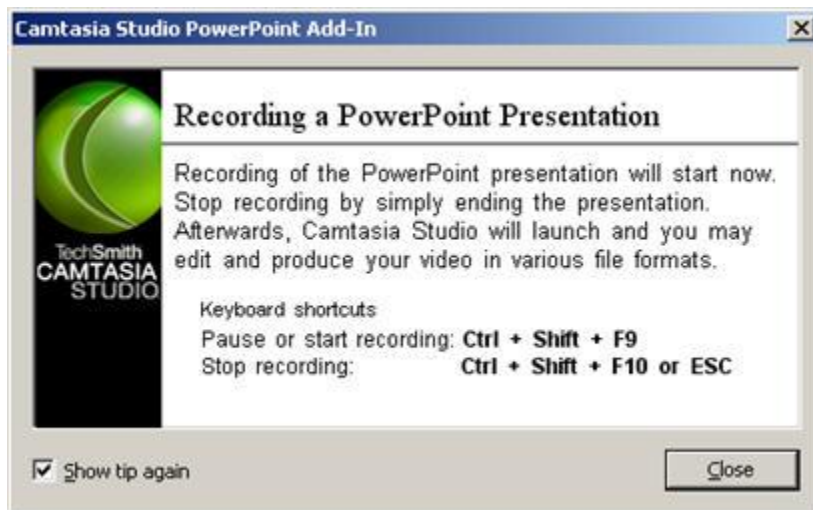 Camtasia Studio PowerPoint Add-In
Recording a PowerPoint Presentation
Recording of the PowerPoint presentation will start now.
Stop recording by simply ending the presentation.
Afterwards, Camtasia Studio will launch and you may
edit and produce your video in various file formats.
TechSmith
CAMTASIA
STUDIO
Keyboard shortcuts
Pause or start recording: Ctrl + Shift + F9
Stop recording: Ctrl + Shift + F10 or ESC
Show tip again
Close